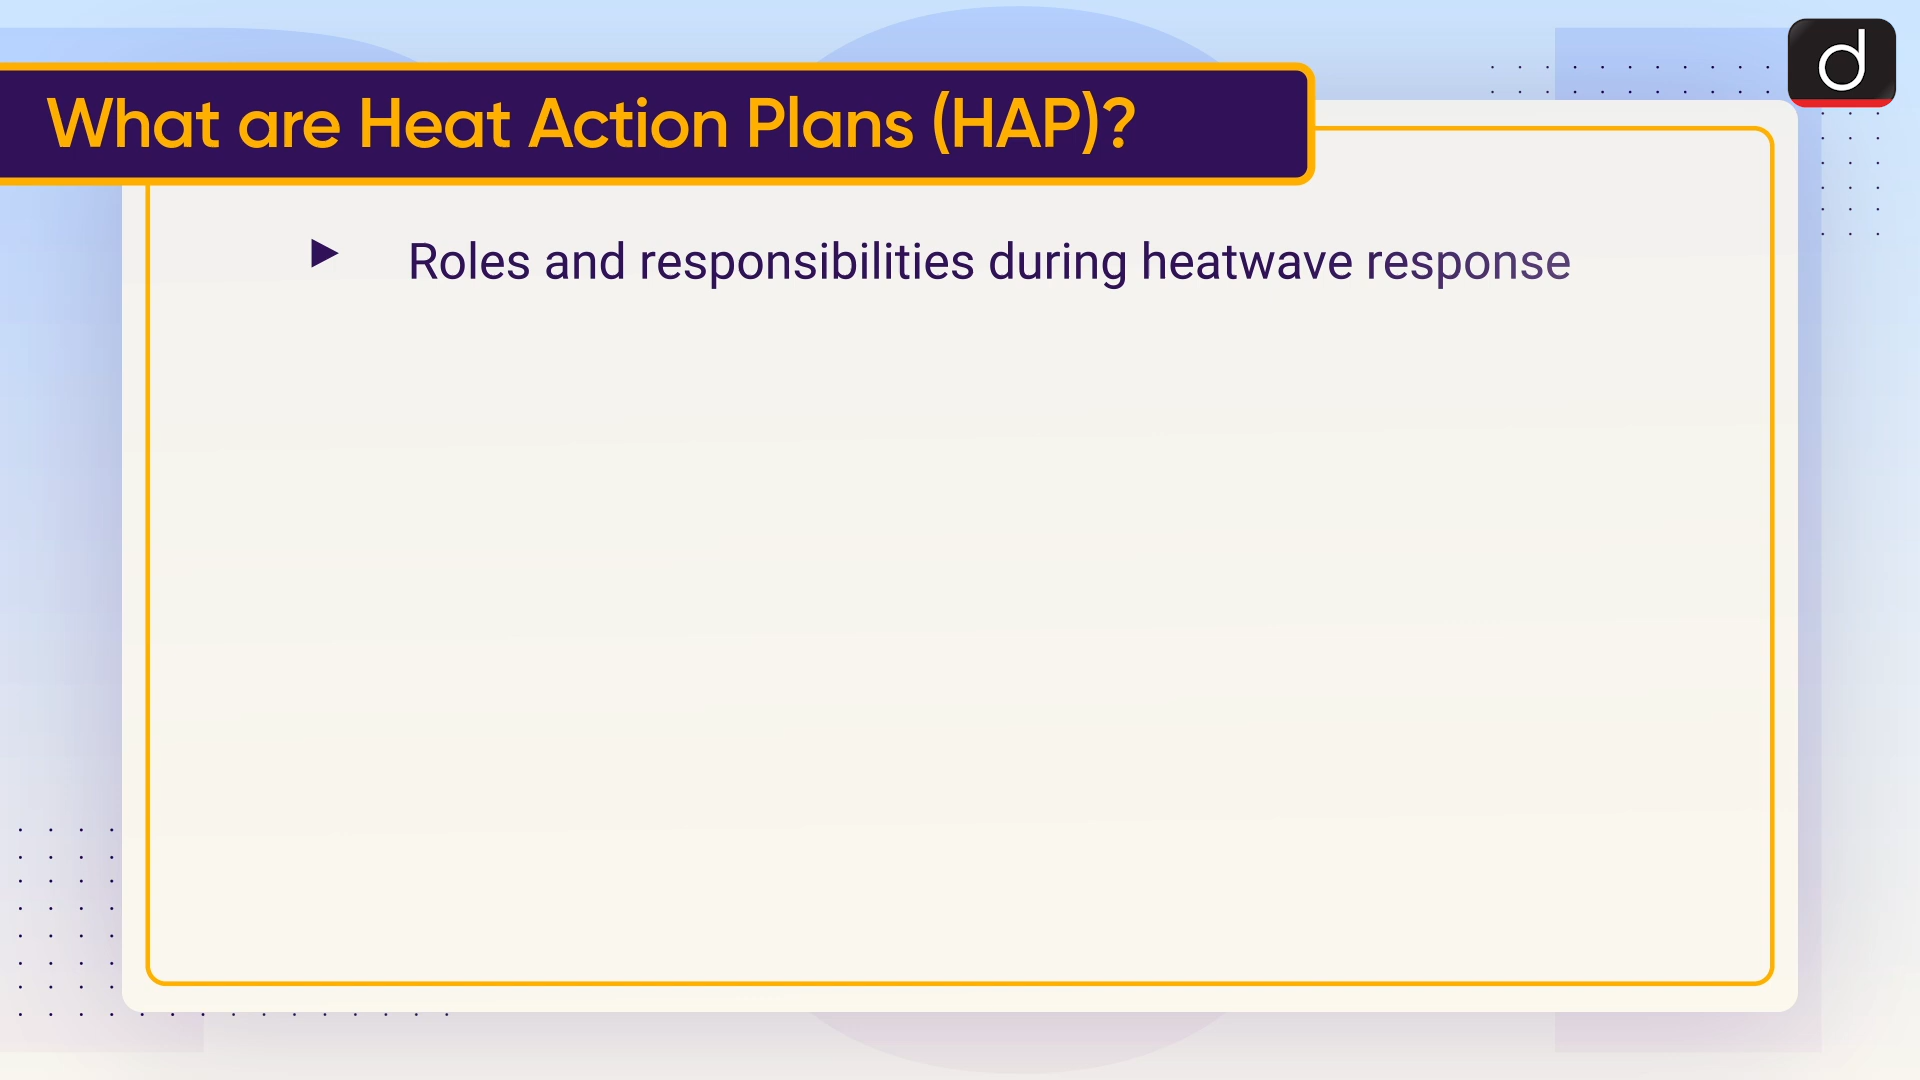 What are Heat Action Plans (HAP)?
d
▶ Roles and responsibilities during heatwave response